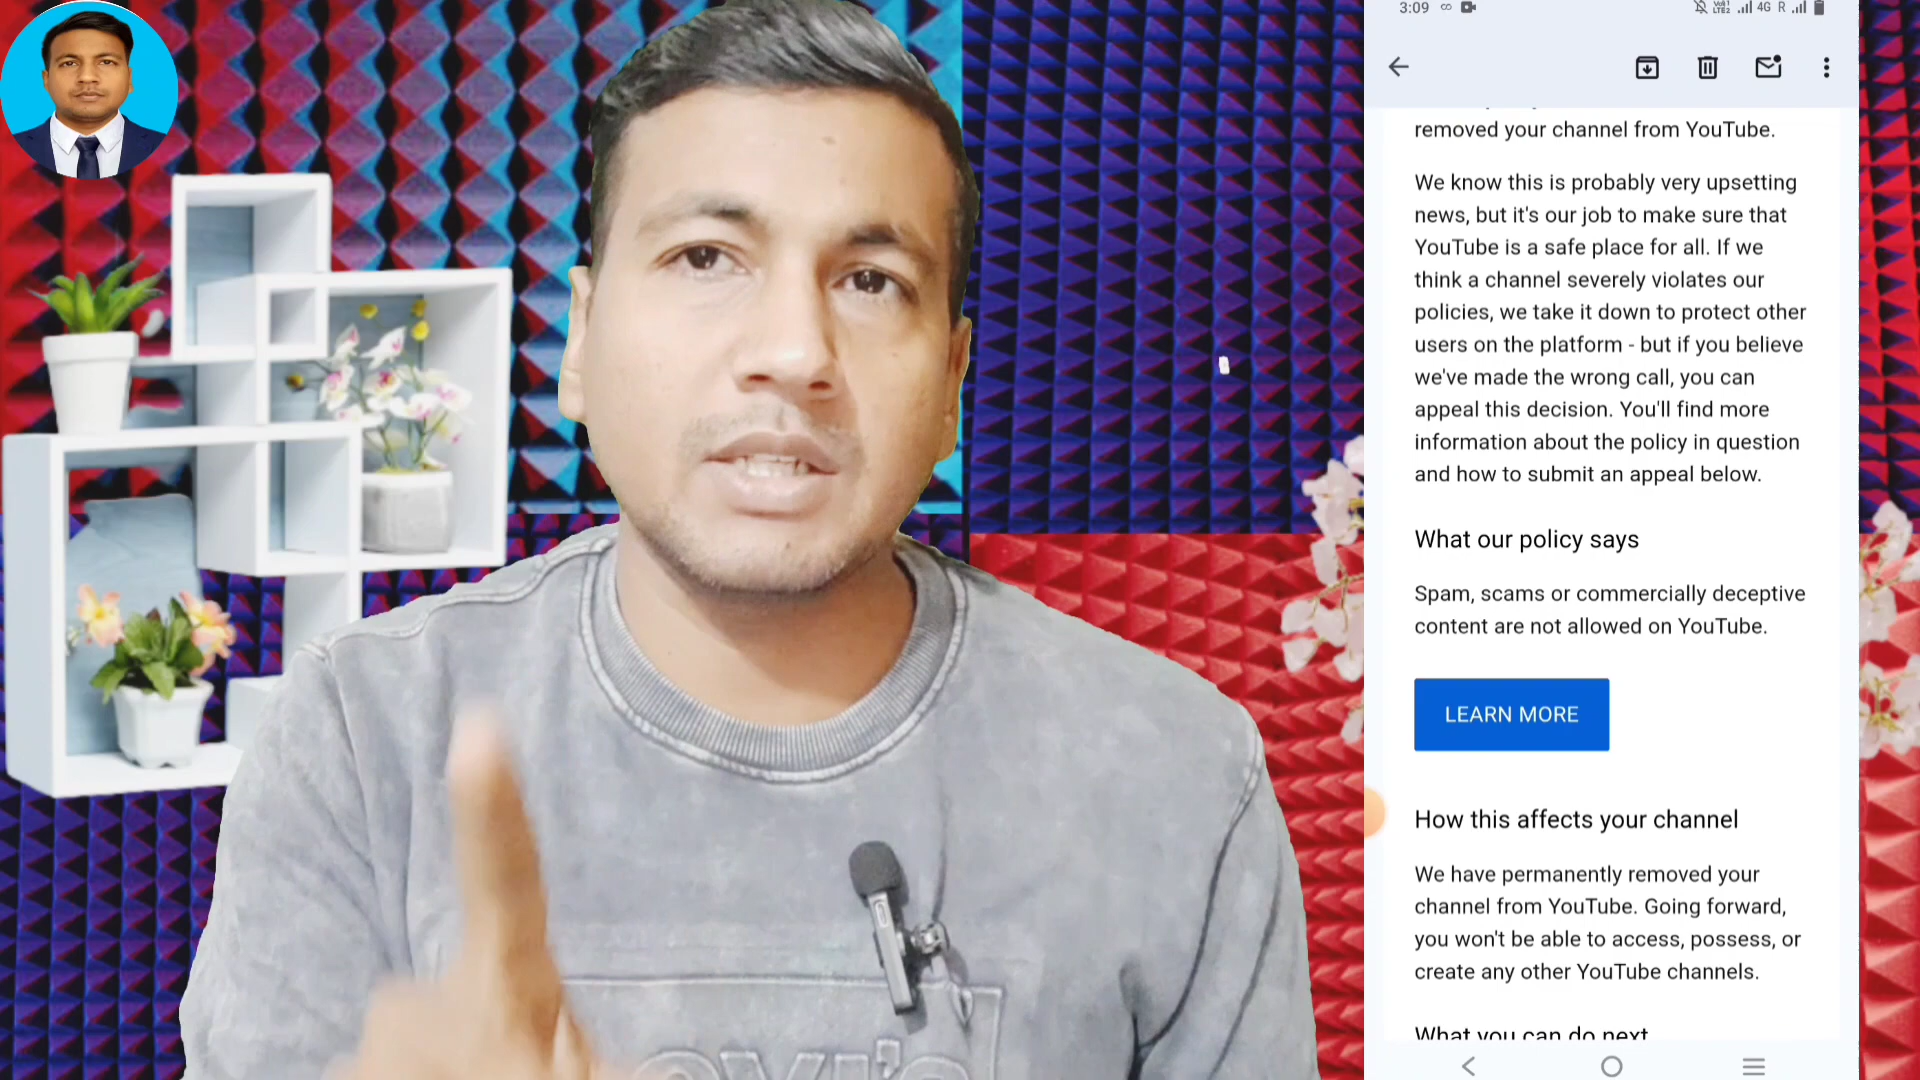 3:09
4G R
removed your channel from YouTube.
We know this is probably very upsetting
news, but it's our job to make sure that
YouTube is a safe place for all. If we
think a channel severely violates our
policies, we take it down to protect other
users on the platform - but if you believe
we've made the wrong call, you can
appeal this decision. You'll find more
information about the policy in question
and how to submit an appeal below.
What our policy says
Spam, scams or commercially deceptive
content are not allowed on YouTube.
LEARN MORE
How this affects your channel
We have permanently removed your
channel from YouTube. Going forward,
you won't be able to access, possess, or
create any other YouTube channels.
What you can do next